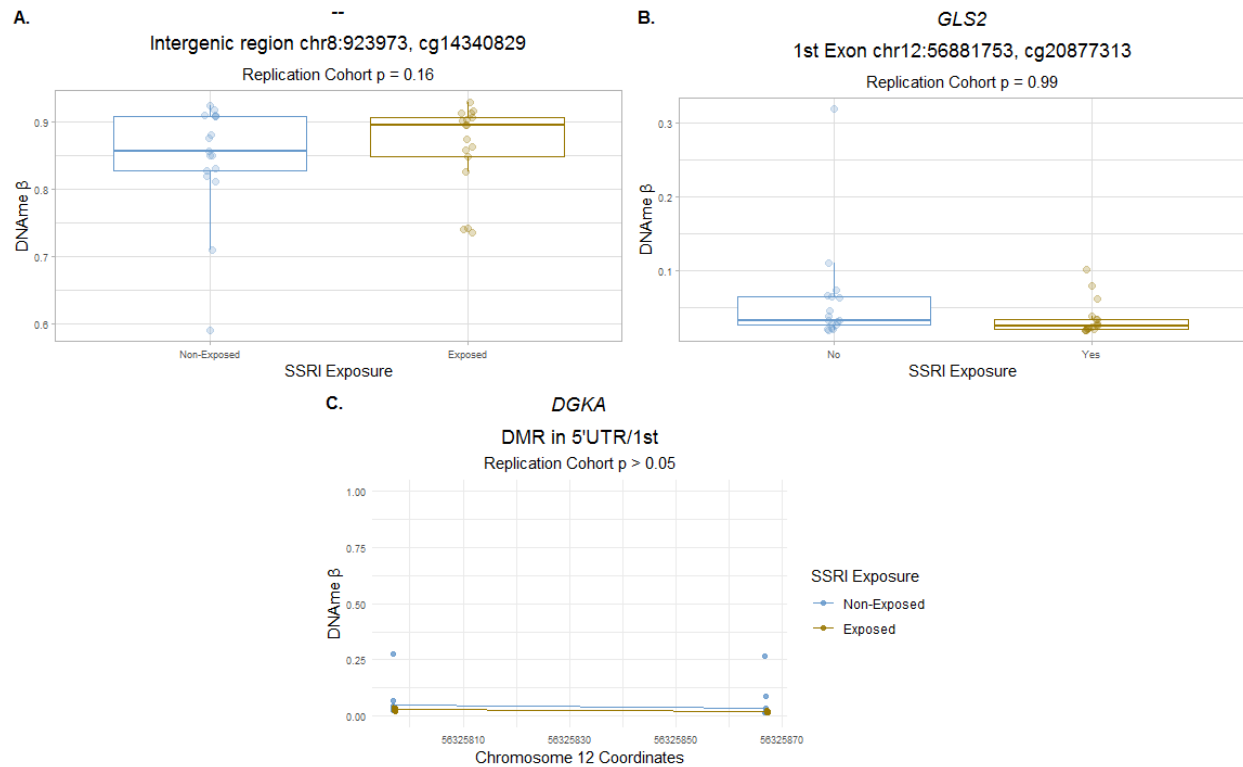 A.
--
Intergenic region chr8:923973, cg14340829
Replication Cohort p = 0.16
DNAme β
0.9
0.8
0.7
0.6
Non-Exposed
Exposed
SSRI Exposure
B.
GLS2
1st Exon chr12:56881753, cg20877313
Replication Cohort p = 0.99
DNAme β
0.3
0.2
0.1
No
Yes
SSRI Exposure
C.
DGKA
DMR in 5'UTR/1st
Replication Cohort p > 0.05
DNAme β
1.00
0.75
0.50
0.25
0.00
56325810
56325830
56325850
56325870
Chromosome 12 Coordinates
SSRI Exposure
Non-Exposed
Exposed